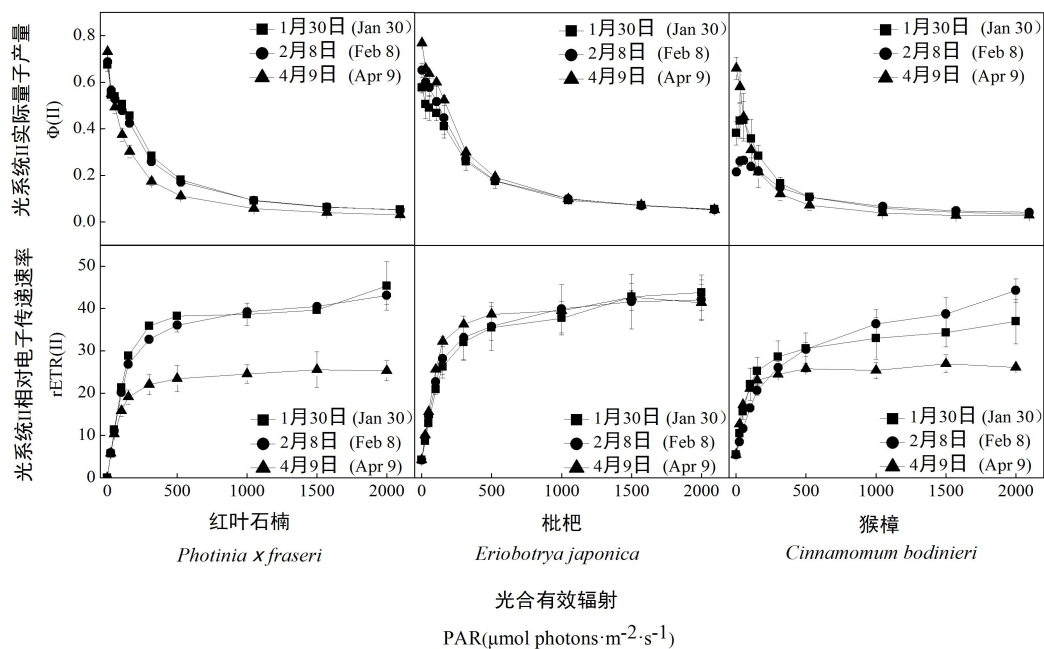 光系统II实际量子产量
Φ(II)
0.8
0.6
0.4
0.2
0.0
1月30日 (Jan 30)
2月8日 (Feb 8)
4月9日 (Apr 9)
1月30日 (Jan 30)
2月8日 (Feb 8)
4月9日 (Apr 9)
1月30日 (Jan 30)
2月8日 (Feb 8)
4月9日 (Apr 9)
光系统II相对电子传递速率
rETR(II)
50
40
30
20
10
0
1月30日 (Jan 30)
2月8日 (Feb 8)
4月9日 (Apr 9)
1月30日 (Jan 30)
2月8日 (Feb 8)
4月9日 (Apr 9)
1月30日 (Jan 30)
2月8日 (Feb 8)
4月9日 (Apr 9)
0 500 1000 1500 2000 0 500 1000 1500 2000 0 500 1000 1500 2000
红叶石楠 枇杷 猴樟
Photinia x fraseri Eriobotrya japonica Cinnamomum bodinieri
光合有效辐射
PAR(μmol photons·m⁻²·s⁻¹)